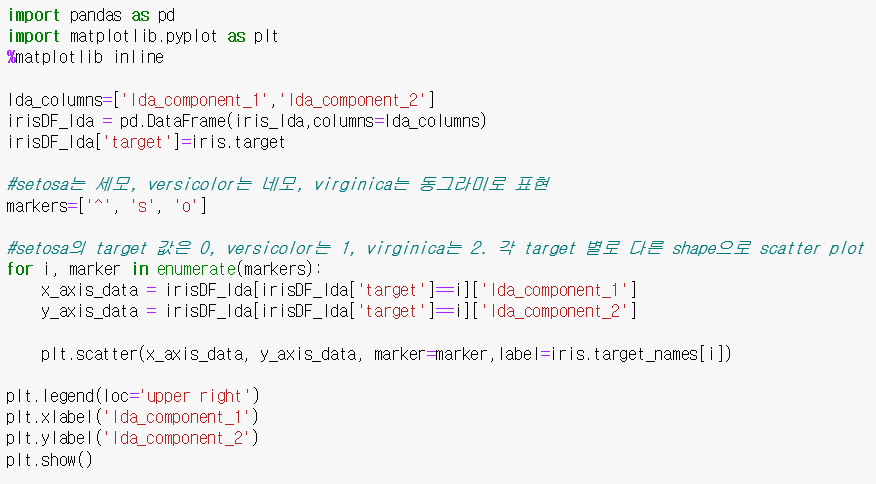 import pandas as pd
import matplotlib.pyplot as plt
%matplotlib inline

lda_columns=['lda_component_1','lda_component_2']
irisDF_lda = pd.DataFrame(iris_lda,columns=lda_columns)
irisDF_lda['target']=iris.target

#setosa는 세모, versicolor는 네모, virginica는 동그라미로 표현
markers=['^', 's', 'o']

#setosa의 target 값은 0, versicolor는 1, virginica는 2. 각 target 별로 다른 shape으로 scatter plot
for i, marker in enumerate(markers):
    x_axis_data = irisDF_lda[irisDF_lda['target']==i]['lda_component_1']
    y_axis_data = irisDF_lda[irisDF_lda['target']==i]['lda_component_2']

    plt.scatter(x_axis_data, y_axis_data, marker=marker,label=iris.target_names[i])

plt.legend(loc='upper right')
plt.xlabel('lda_component_1')
plt.ylabel('lda_component_2')
plt.show()